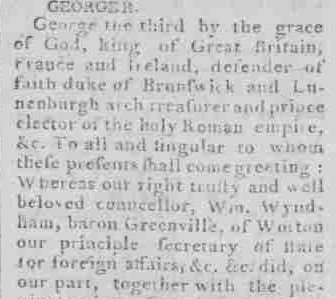 GEORGE R.
George the third by the grace
of God, king of Great Britain,
France and Ireland, defender of
faith duke of Brunſwick and Lu-
nenburgh arch treaſurer and prince
elector of the holy Roman empire,
&c. To all and ſingular to whom
theſe preſents ſhall come greeting :
Whereas our right truſty and well
beloved councellor, Wm. Wynd-
ham, baron Greenville, of Wotton
our principle ſecretary of ſtate
for foreign affairs, &c. &c. did, on
our part, together with the ple-